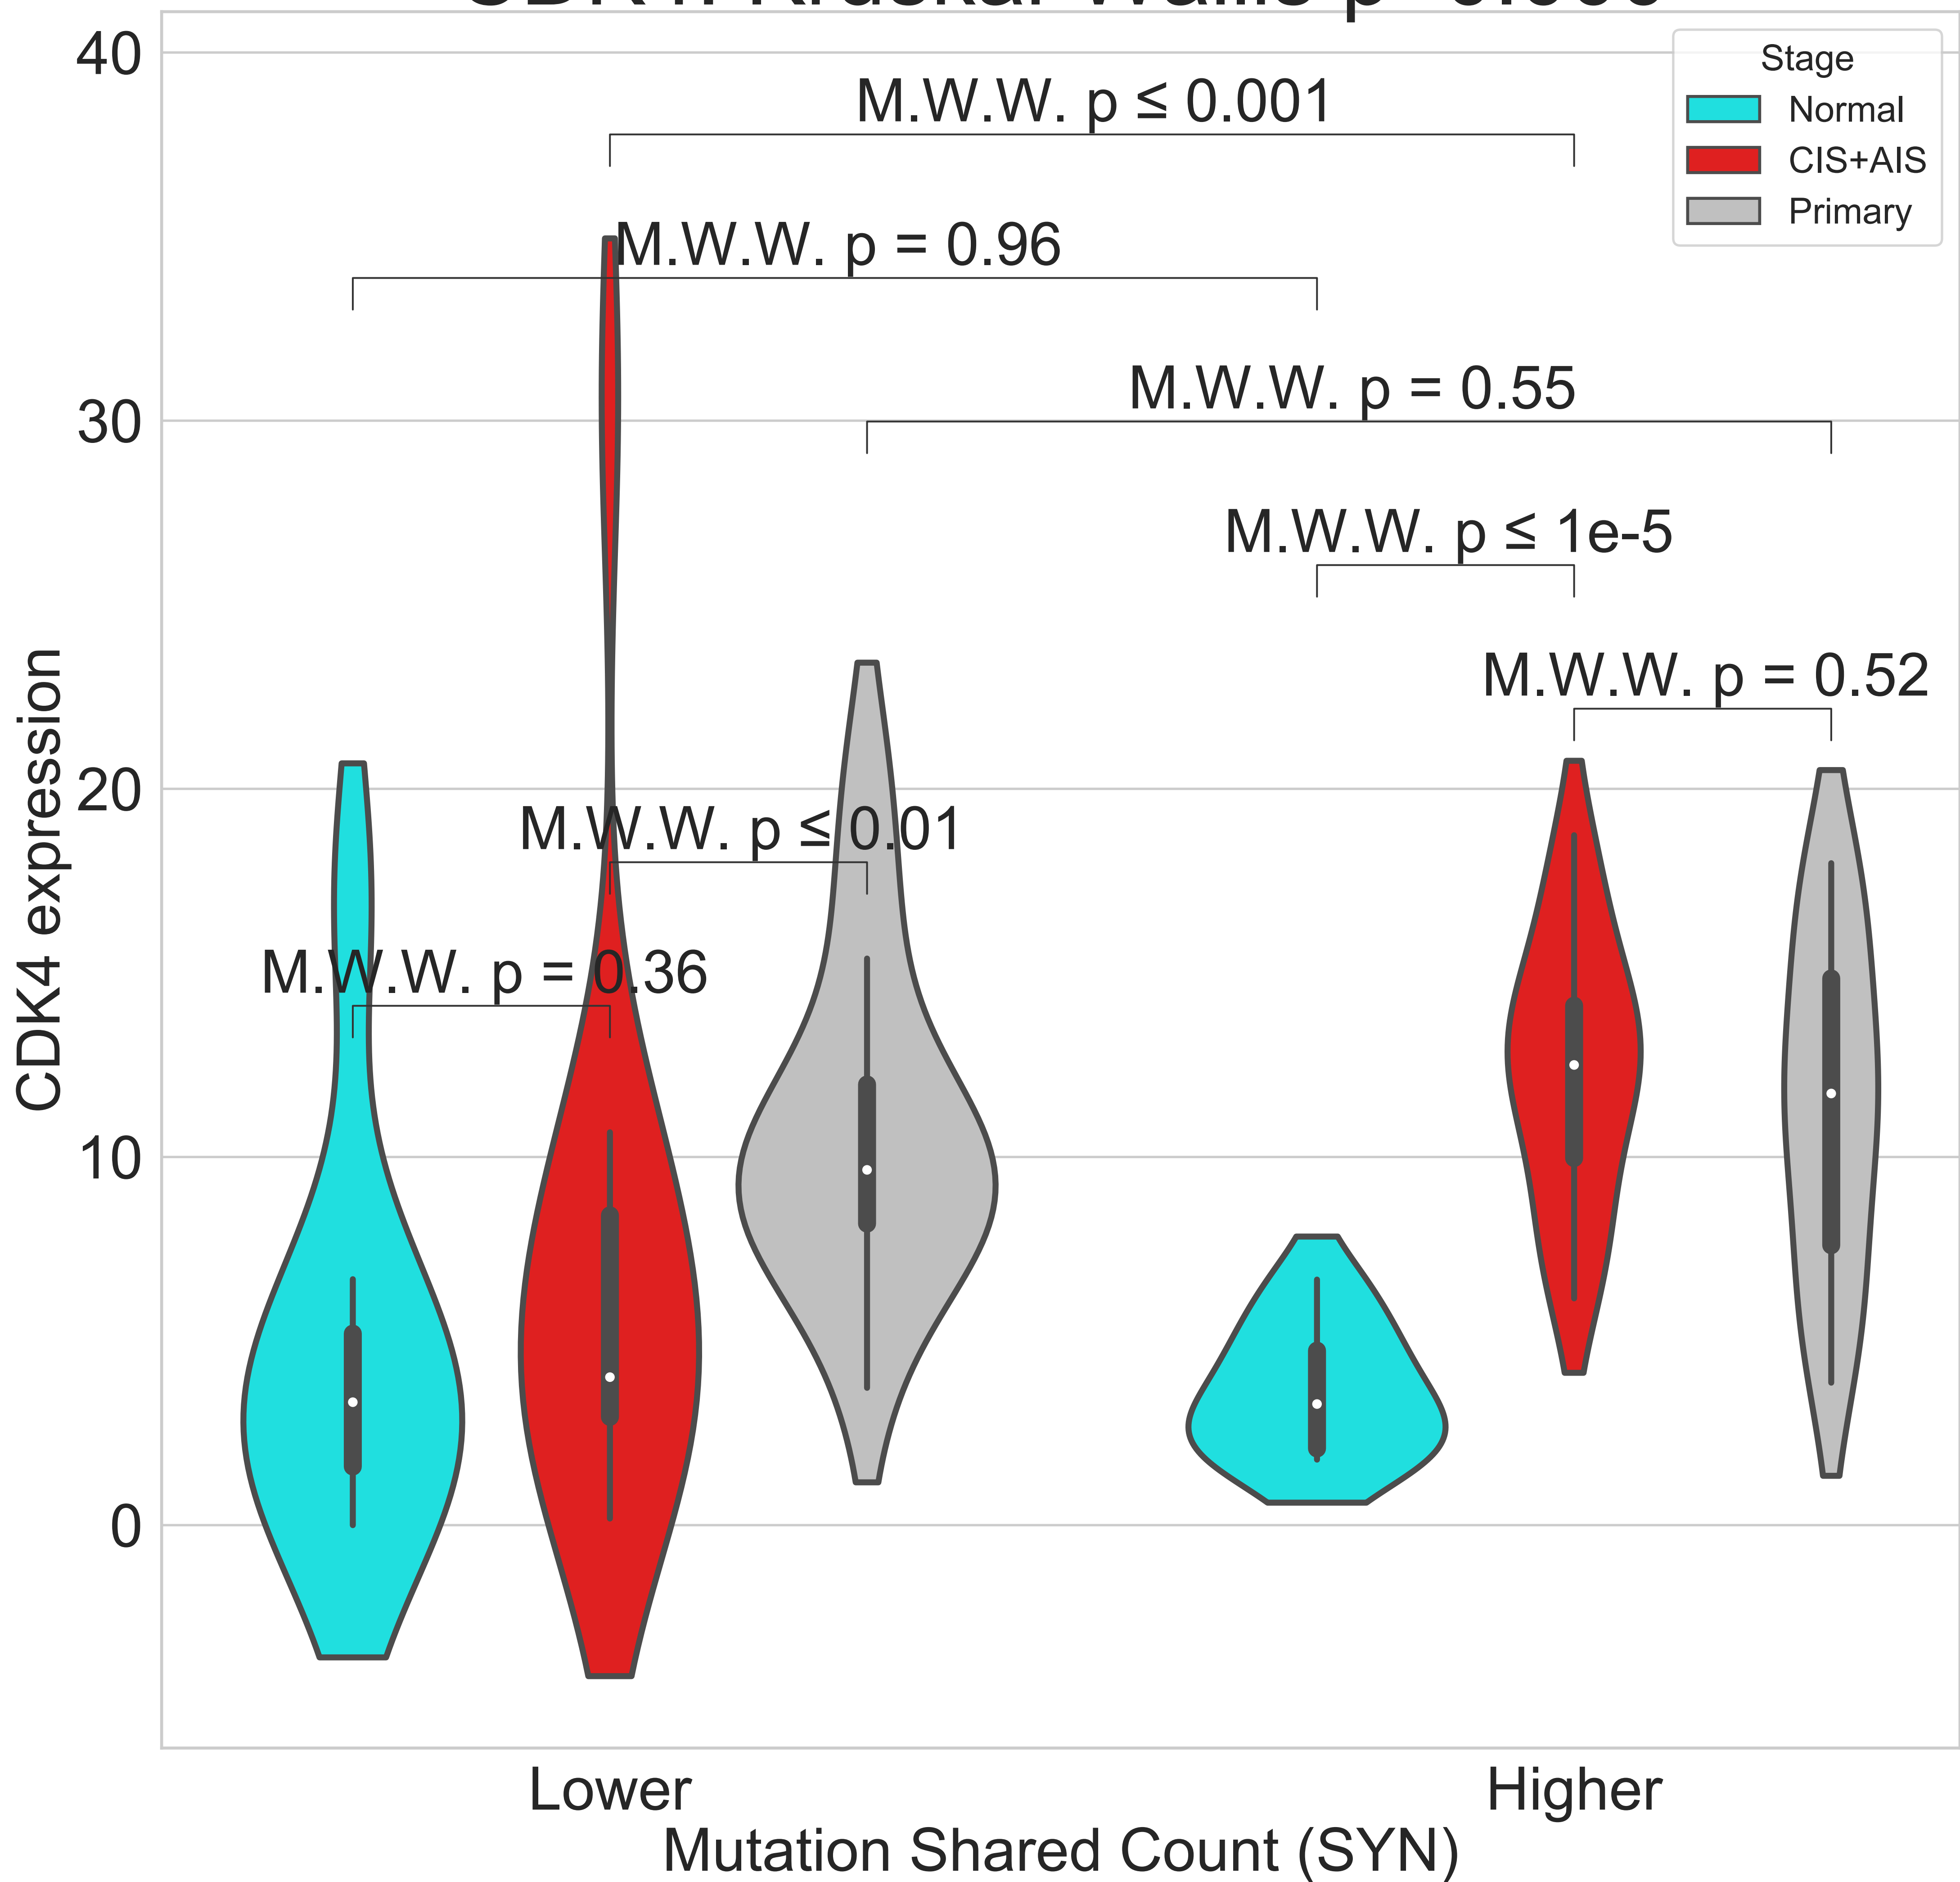 40
30
20
10
0
CDK4 expression
Stage
Normal
CIS+AIS
Primary
M.W.W. p ≤ 0.001
M.W.W. p = 0.96
M.W.W. p = 0.55
M.W.W. p ≤ 1e-5
M.W.W. p = 0.52
M.W.W. p ≤ 0.01
M.W.W. p = 0.36
Lower
Higher
Mutation Shared Count (SYN)